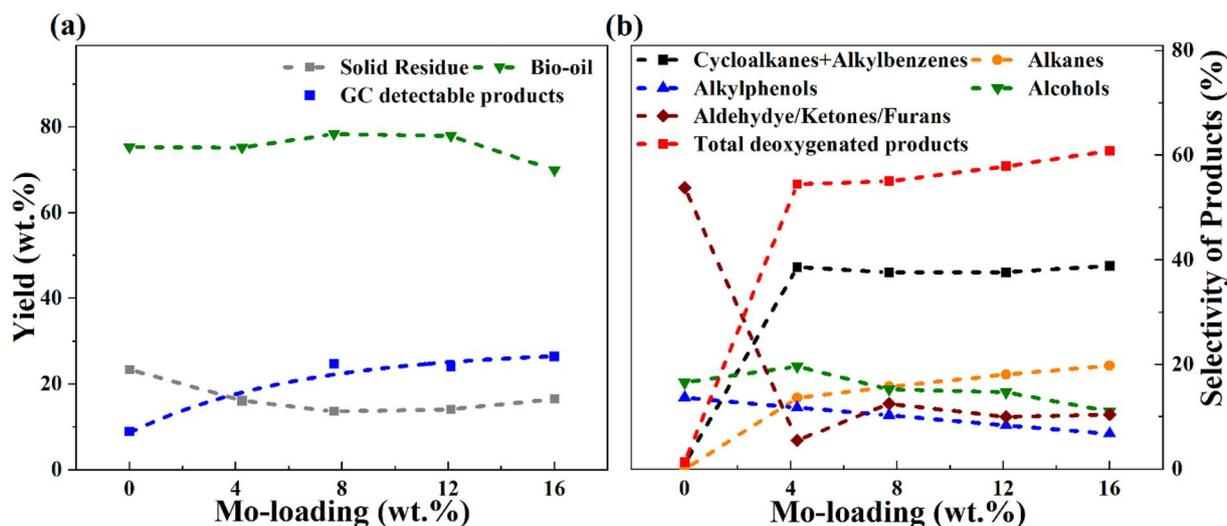 (a)
Solid Residue
Bio-oil
GC detectable products
Yield (wt.%)
80
60
40
20
0
0 4 8 12 16
Mo-loading (wt.%)
(b)
Cycloalkanes+Alkylbenzenes
Alkanes
Alkylphenols
Alcohols
Aldehydye/Ketones/Furans
Total deoxygenated products
Selectivity of Products (%)
80
60
40
20
0
0 4 8 12 16
Mo-loading (wt.%)